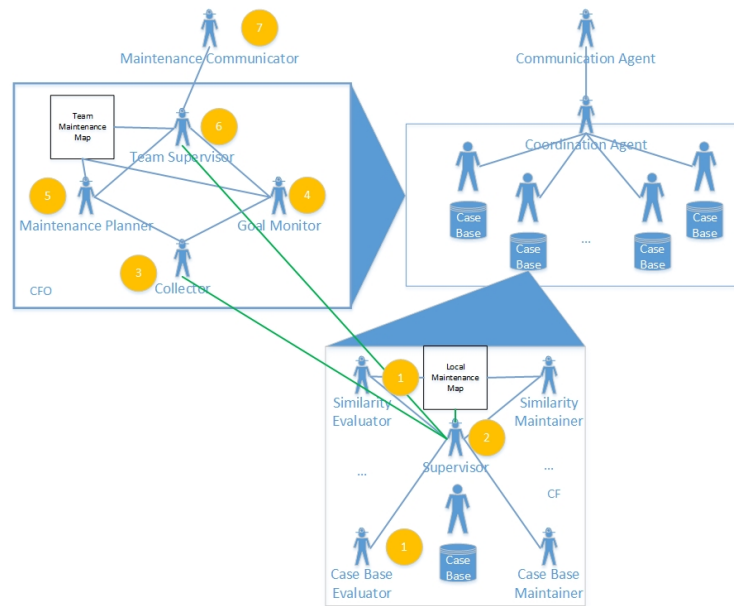 7
Maintenance Communicator
Team
Maintenance
Map
6
Team Supervisor
5
Maintenance Planner
4
Goal Monitor
3
Collector
CFO
Communication Agent
Coordination Agent
Case
Base
Case
Base
...
Case
Base
Case
Base
1
Local
Maintenance
Map
Similarity
Evaluator
Similarity
Maintainer
2
Supervisor
...
...
CF
1
Case
Base
Case Base
Evaluator
Case Base
Maintainer